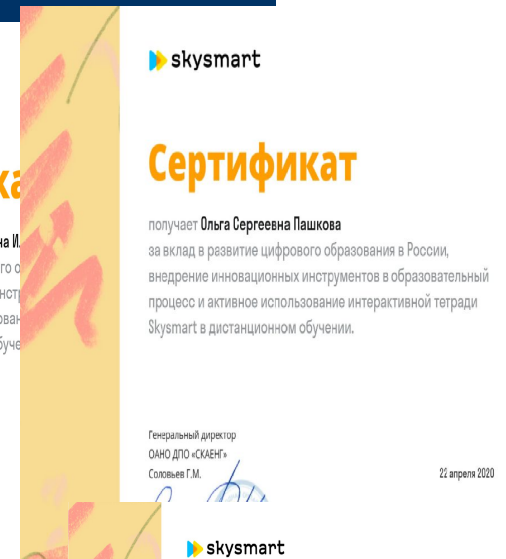 skysmart
Сертификат
получает Ольга Сергеевна Пашкова
за вклад в развитие цифрового образования в России,
внедрение инновационных инструментов в образовательный
процесс и активное использование интерактивной тетради
Skysmart в дистанционном обучении.
Генеральный директор
ОАНО ДПО «СКАЕНГ»
Соловьев Г.М.
22 апреля 2020
skysmart